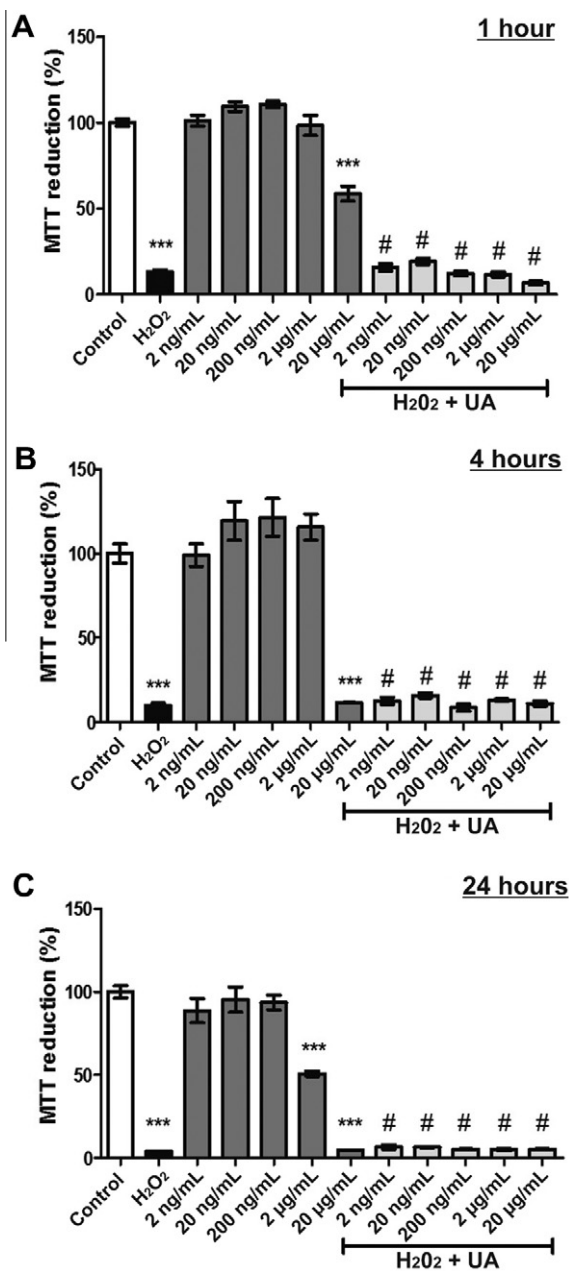 A
1 hour
MTT reduction (%)
150
100
50
0
***
***
#
#
#
#
#
Control
H₂O₂
2 ng/mL
20 ng/mL
200 ng/mL
2 µg/mL
20 µg/mL
2 ng/mL
20 ng/mL
200 ng/mL
2 µg/mL
20 µg/mL
H₂0₂ + UA
B
4 hours
MTT reduction (%)
150
100
50
0
***
***
#
#
#
#
#
Control
H₂O₂
2 ng/mL
20 ng/mL
200 ng/mL
2 µg/mL
20 µg/mL
2 ng/mL
20 ng/mL
200 ng/mL
2 µg/mL
20 µg/mL
H₂0₂ + UA
C
24 hours
MTT reduction (%)
150
100
50
0
***
***
***
#
#
#
#
#
Control
H₂O₂
2 ng/mL
20 ng/mL
200 ng/mL
2 µg/mL
20 µg/mL
2 ng/mL
20 ng/mL
200 ng/mL
2 µg/mL
20 µg/mL
H₂0₂ + UA